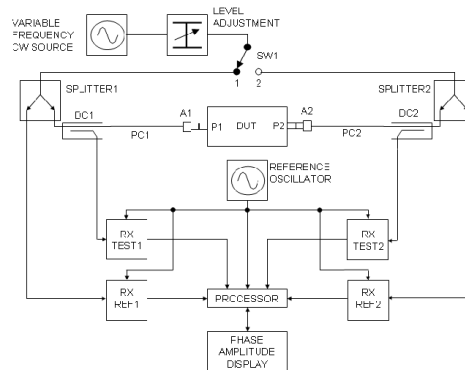 VARIABLE
FREQUENCY
CW SOURCE
LEVEL
ADJUSTMENT
SW1
1 2
SPLITTER1
SPLITTER2
DC1
A1
P1
DUT
P2
A2
DC2
PC1
PC2
REFERENCE
OSCILLATOR
RX
TEST1
RX
TEST2
RX
REF1
PROCESSOR
RX
REF2
PHASE
AMPLITUDE
DISPLAY